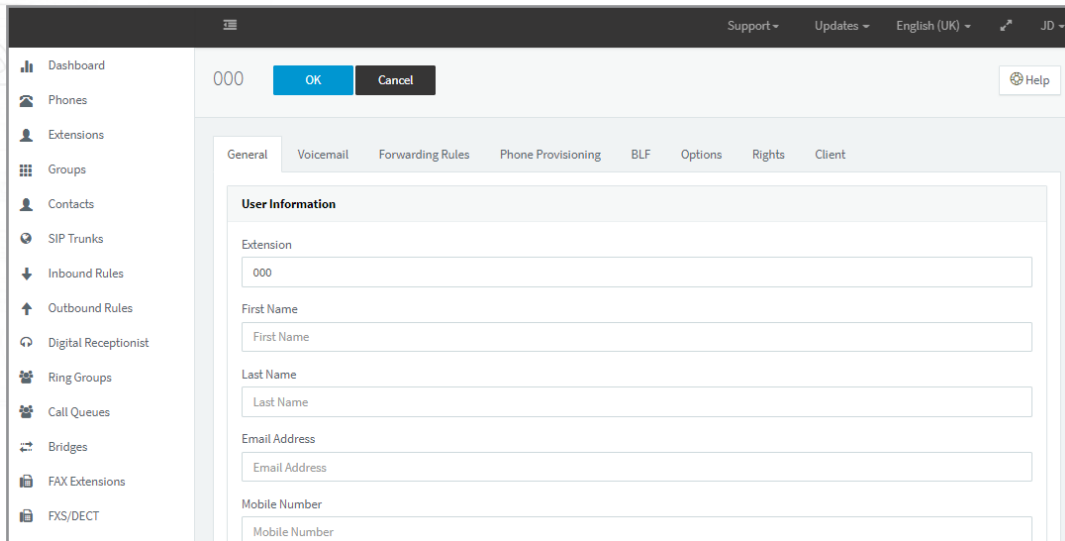 Support
Updates
English (UK)
JD
Dashboard
Phones
Extensions
Groups
Contacts
SIP Trunks
Inbound Rules
Outbound Rules
Digital Receptionist
Ring Groups
Call Queues
Bridges
FAX Extensions
FXS/DECT
000
OK
Cancel
Help
General
Voicemail
Forwarding Rules
Phone Provisioning
BLF
Options
Rights
Client
User Information
Extension
000
First Name
First Name
Last Name
Last Name
Email Address
Email Address
Mobile Number
Mobile Number